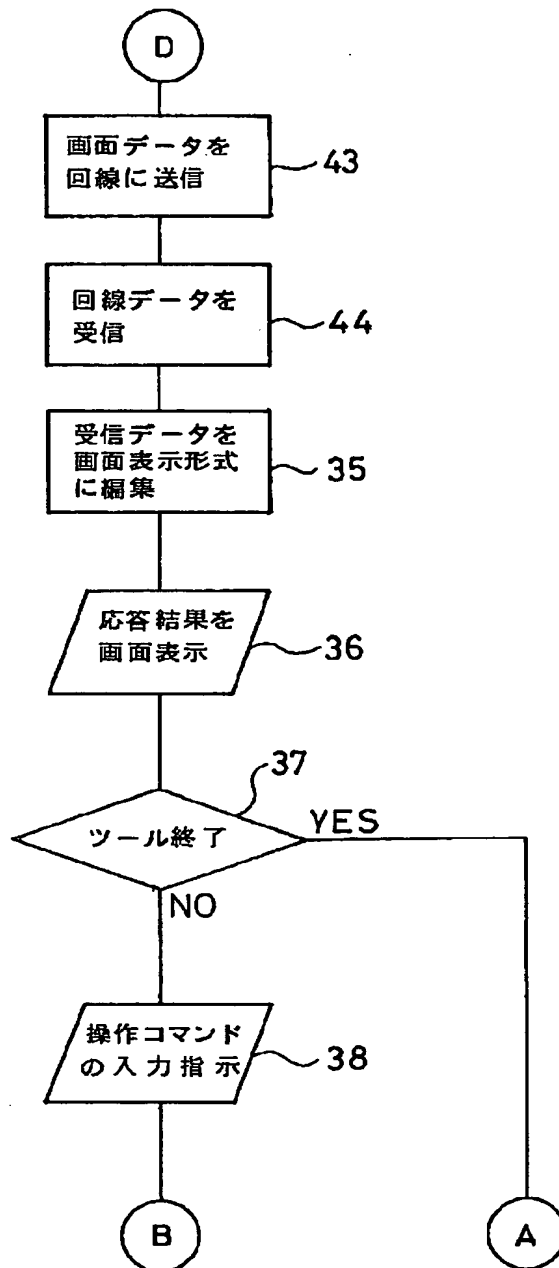 D
画面データを
回線に送信
43
回線データを
受信
44
受信データを
画面表示形式
に編集
35
応答結果を
画面表示
36
37
ツール終了
YES
NO
操作コマンド
の入力指示
38
B
A